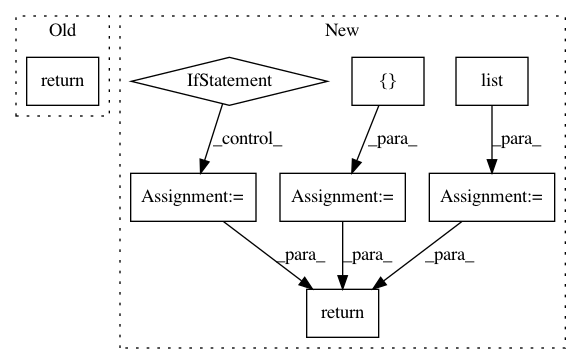 Old
New
return
IfStatement
{}
list
_control_
_para_
_para_
Assignment:=
Assignment:=
Assignment:=
_para_
_para_
_para_
return